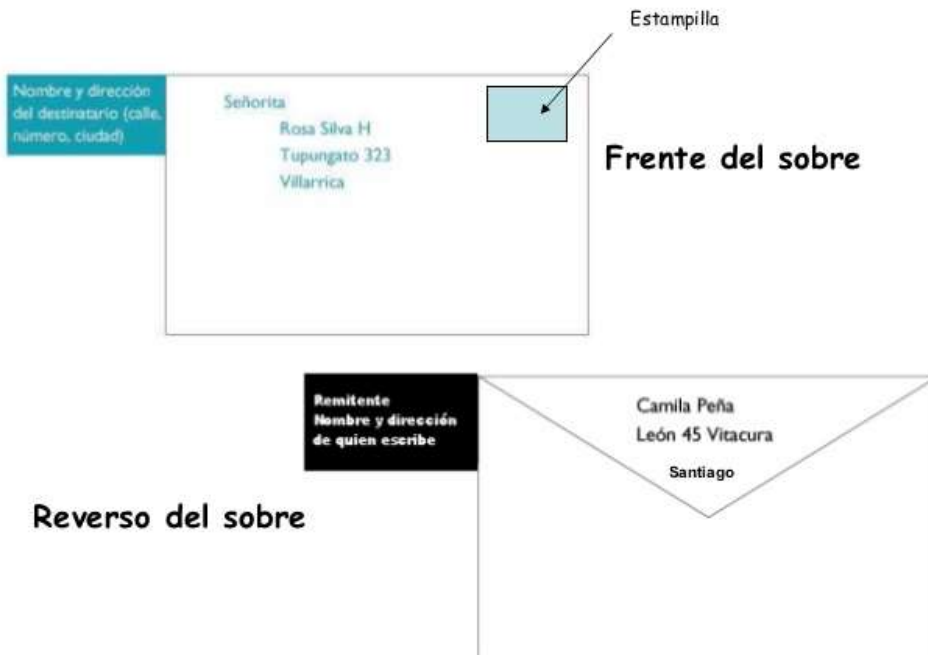 Estampilla
Nombre y dirección
del destinatario (calle,
número, ciudad)
Señorita
Rosa Silva H
Tupungato 323
Villarrica
Frente del sobre
Remitente
Nombre y dirección
de quien escribe
Camila Peña
León 45 Vitacura
Santiago
Reverso del sobre